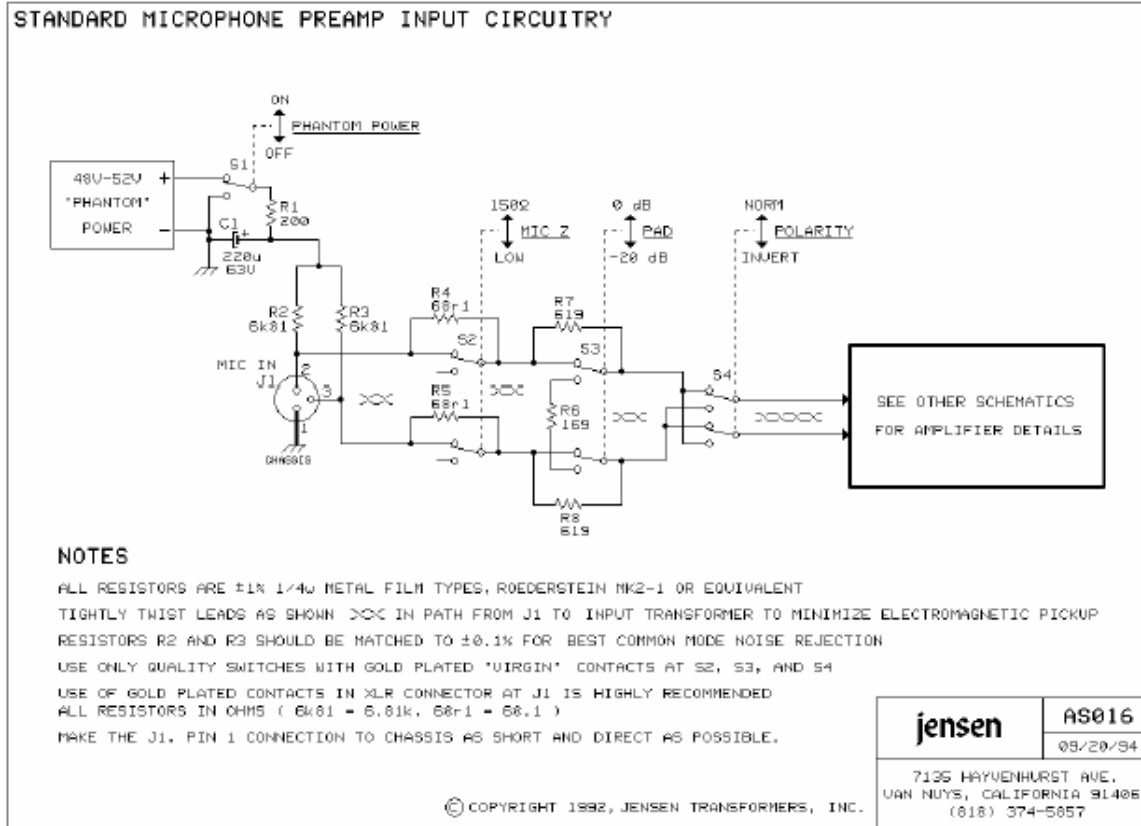 STANDARD MICROPHONE PREAMP INPUT CIRCUITRY
ON
PHANTOM POWER
OFF
S1
48V-52V +
"PHANTOM"
POWER -
R1
200
C1
+
220u
63V
150Ω
MIC Z
LOW
0 dB
PAD
-20 dB
NORM
POLARITY
INVERT
R2
6k81
R3
6k81
R4
60r1
S2
R7
619
S3
MIC IN
J1
2
3
1
CHASSIS
R5
60r1
R6
169
S4
R8
619
SEE OTHER SCHEMATICS
FOR AMPLIFIER DETAILS
NOTES
ALL RESISTORS ARE ±1% 1/4w METAL FILM TYPES, ROEDERSTEIN MK2-1 OR EQUIVALENT
TIGHTLY TWIST LEADS AS SHOWN IN PATH FROM J1 TO INPUT TRANSFORMER TO MINIMIZE ELECTROMAGNETIC PICKUP
RESISTORS R2 AND R3 SHOULD BE MATCHED TO ±0.1% FOR BEST COMMON MODE NOISE REJECTION
USE ONLY QUALITY SWITCHES WITH GOLD PLATED "VIRGIN" CONTACTS AT S2, S3, AND S4
USE OF GOLD PLATED CONTACTS IN XLR CONNECTOR AT J1 IS HIGHLY RECOMMENDED
ALL RESISTORS IN OHMS ( 6k81 = 6.81k, 60r1 = 60.1 )
MAKE THE J1, PIN 1 CONNECTION TO CHASSIS AS SHORT AND DIRECT AS POSSIBLE.
© COPYRIGHT 1992, JENSEN TRANSFORMERS, INC.
jensen
AS016
09/20/94
7135 HAYVENHURST AVE.
VAN NUYS, CALIFORNIA 91406
(818) 374-5857